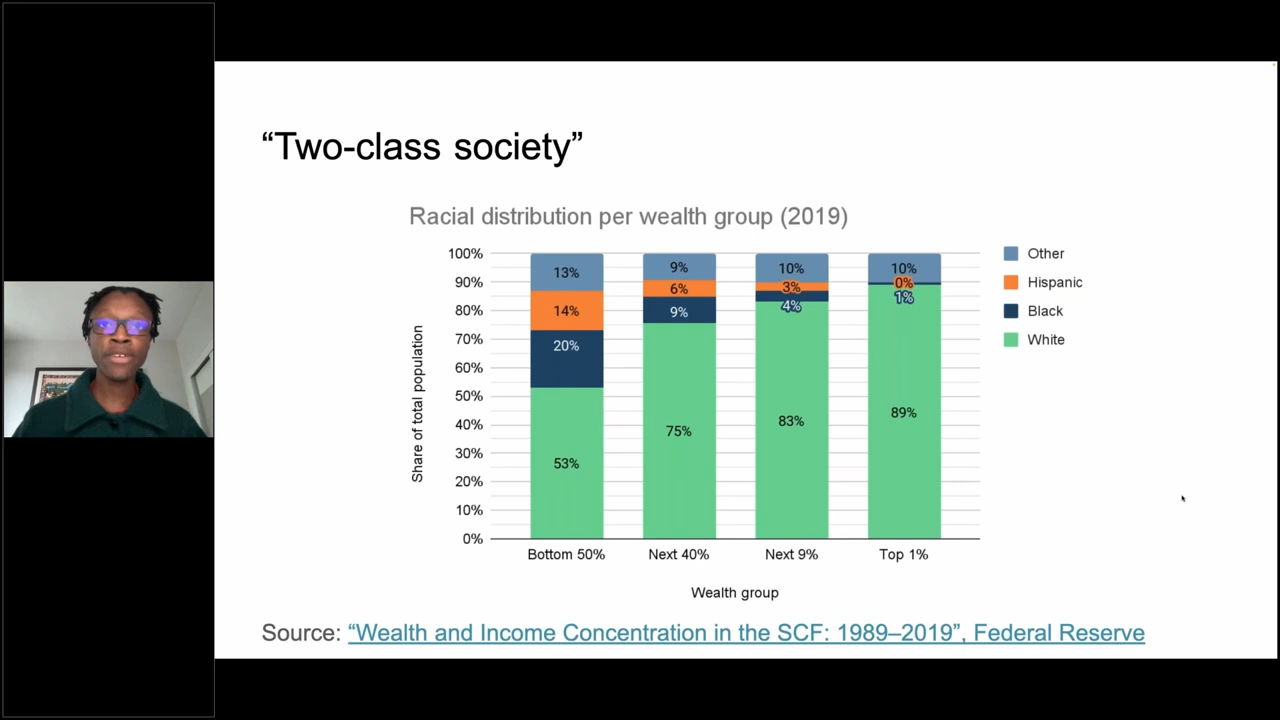 “Two-class society”
Racial distribution per wealth group (2019)
Share of total population
100%
90%
80%
70%
60%
50%
40%
30%
20%
10%
0%
13%
14%
20%
53%
9%
6%
9%
75%
10%
3%
4%
83%
10%
0%
1%
89%
Bottom 50%
Next 40%
Next 9%
Top 1%
Wealth group
Other
Hispanic
Black
White
Source: “Wealth and Income Concentration in the SCF: 1989–2019”, Federal Reserve